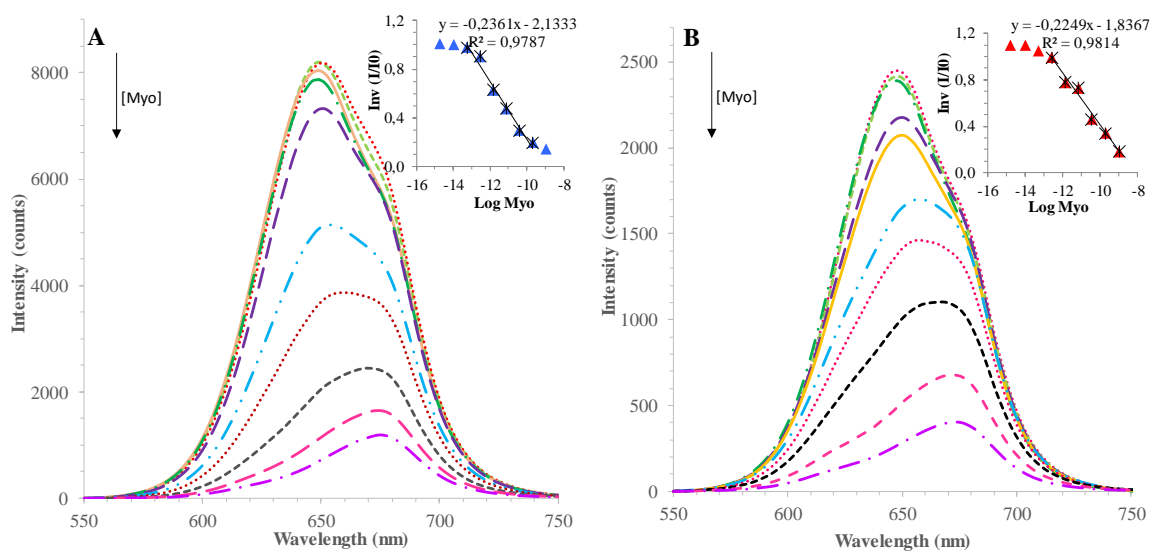 A
[Myo]
Intensity (counts)
8000
6000
4000
2000
0
550
600
650
700
750
Wavelength (nm)
y = -0,2361x - 2,1333
R² = 0,9787
Inv (I/I0)
1,2
0,8
0,4
0,0
-16
-14
-12
-10
-8
Log Myo
B
[Myo]
Intensity (counts)
2500
2000
1500
1000
500
0
550
600
650
700
750
Wavelength (nm)
y = -0,2249x - 1,8367
R² = 0,9814
Inv (I/I0)
1,2
0,8
0,4
0,0
-16
-14
-12
-10
-8
Log Myo